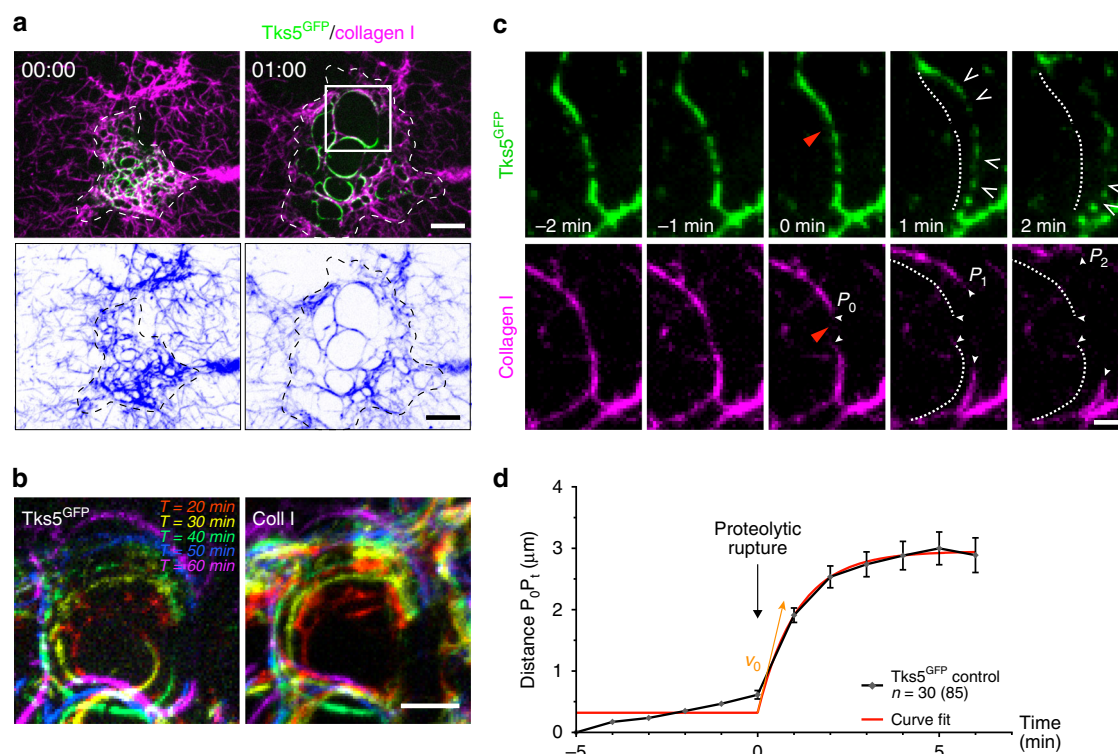 a
Tks5GFP/collagen I
00:00
01:00
b
Tks5GFP
T = 20 min
T = 30 min
T = 40 min
T = 50 min
T = 60 min
Coll I
c
Tks5GFP
–2 min
–1 min
0 min
1 min
2 min
Collagen I
P0
P1
P2
d
Distance P0Pt (μm)
4
3
2
1
0
Proteolytic
rupture
v0
Tks5GFP control
n = 30 (85)
Curve fit
–5
0
5
Time
(min)